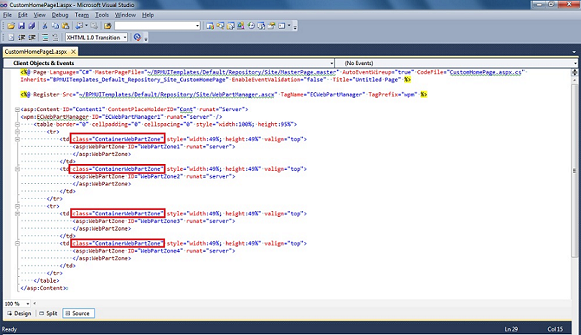 CustomHomePage1.aspx - Microsoft Visual Studio
File Edit View Debug Team Tools Window Help
XHTML 1.0 Transition
CustomHomePage1.aspx
Client Objects & Events (No Events)
<%@ Page Language="C#" MasterPageFile="~/BPMUITemplates/Default/Repository/Site/MasterPage.master" AutoEventWireup="true" CodeFile="CustomHomePage.aspx.cs"
Inherits="BPMUITemplates_Default_Repository_Site_CustomHomePage" EnableEventValidation="false" Title="Untitled Page" %>
<%@ Register Src="~/BPMUITemplates/Default/Repository/Site/WebPartManager.ascx" TagName="ECWebPartManager" TagPrefix="wpm" %>
<asp:Content ID="Content1" ContentPlaceHolderID="Cont" runat="Server">
<wpm:ECWebPartManager ID="ECWebPartManager1" runat="server" />
<table border="0" cellpadding="0" cellspacing="0" style="width:100%; height:95%">
<tr>
<td class="ContainerWebPartZone" style="width:49%; height:49%" valign="top">
<asp:WebPartZone ID="WebPartZone1" runat="server">
</asp:WebPartZone>
</td>
<td class="ContainerWebPartZone" style="width:49%; height:49%" valign="top">
<asp:WebPartZone ID="WebPartZone2" runat="server">
</asp:WebPartZone>
</td>
</tr>
<tr>
<td class="ContainerWebPartZone" style="width:49%; height:49%" valign="top">
<asp:WebPartZone ID="WebPartZone3" runat="server">
</asp:WebPartZone>
</td>
<td class="ContainerWebPartZone" style="width:49%; height:49%" valign="top">
<asp:WebPartZone ID="WebPartZone4" runat="server">
</asp:WebPartZone>
</td>
</tr>
</table>
</asp:Content>
100 %
Design Split Source
Ready Ln 29 Col 15